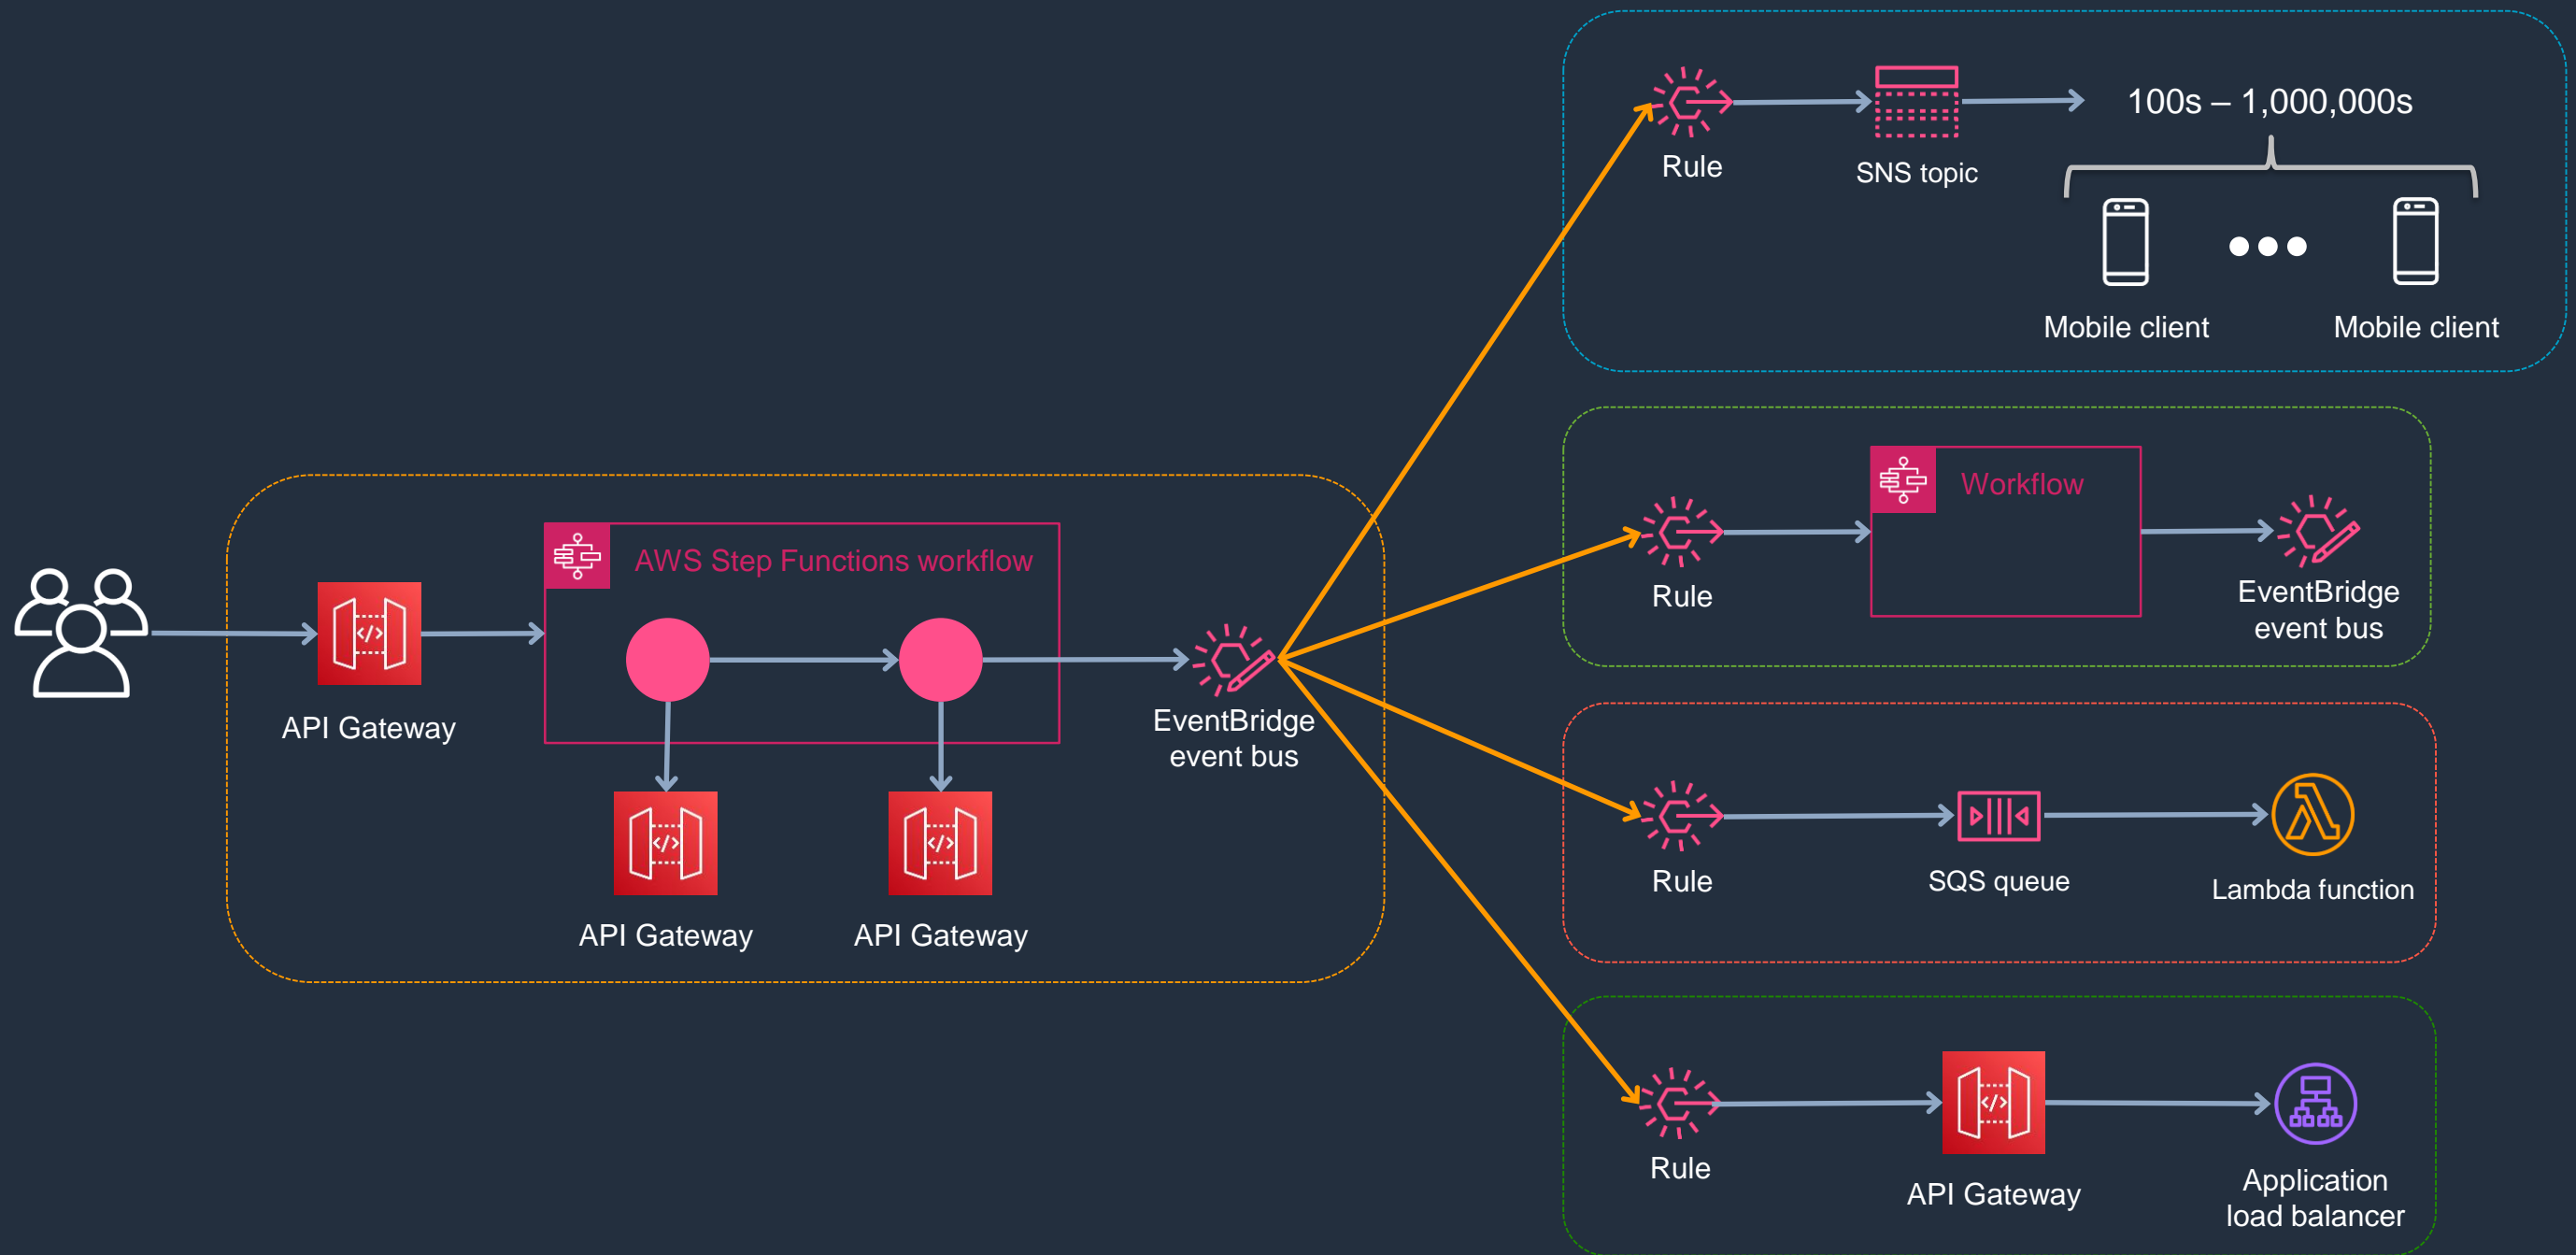 100s – 1,000,000s
Rule
SNS topic
Mobile client
Mobile client
Workflow
Rule
EventBridge
event bus
AWS Step Functions workflow
API Gateway
EventBridge
event bus
API Gateway
API Gateway
Rule
SQS queue
Lambda function
Rule
API Gateway
Application
load balancer